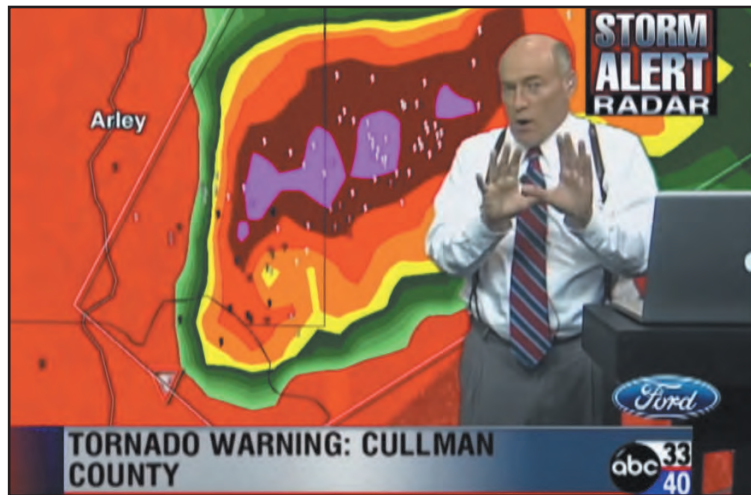 STORM
ALERT
RADAR
Arley
Ford
TORNADO WARNING: CULLMAN
COUNTY
abc 33
40